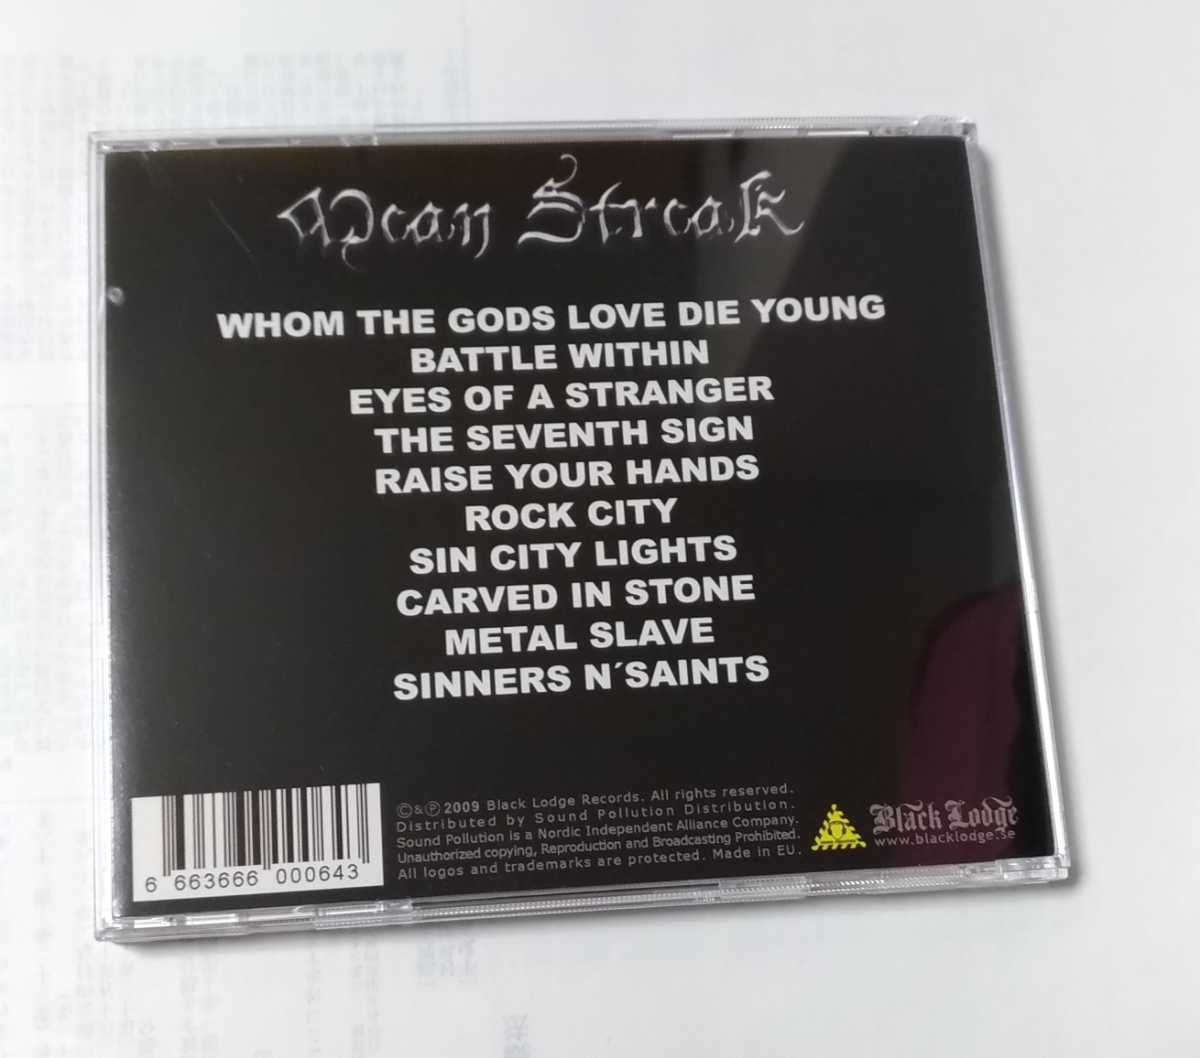 Mean Streak
WHOM THE GODS LOVE DIE YOUNG
BATTLE WITHIN
EYES OF A STRANGER
THE SEVENTH SIGN
RAISE YOUR HANDS
ROCK CITY
SIN CITY LIGHTS
CARVED IN STONE
METAL SLAVE
SINNERS N´SAINTS
6 663666 000643
©&℗ 2009 Black Lodge Records. All rights reserved.
Distributed by Sound Pollution Distribution.
Sound Pollution is a Nordic Independent Alliance Company.
Unauthorized copying, Reproduction and Broadcasting Prohibited.
All logos and trademarks are protected. Made in EU.
Black Lodge
www.blacklodge.se